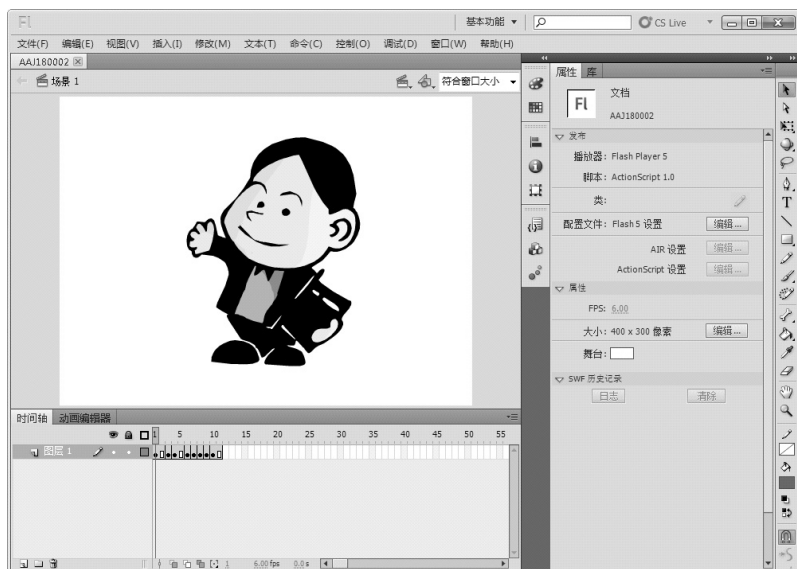 Fl 基本功能 CS Live
文件(F) 编辑(E) 视图(V) 插入(I) 修改(M) 文本(T) 命令(C) 控制(O) 调试(D) 窗口(W) 帮助(H)
AAJ180002
场景 1 符合窗口大小
属性 库
Fl 文档
AAJ180002
发布
播放器: Flash Player 5
脚本: ActionScript 1.0
类:
配置文件: Flash 5 设置 编辑...
AIR 设置 编辑...
ActionScript 设置 编辑...
属性
FPS: 6.00
大小: 400 x 300 像素 编辑...
舞台:
SWF 历史记录
日志 清除
时间轴 动画编辑器
1 5 10 15 20 25 30 35 40 45 50 55
图层 1
1 6.00 fps 0.0 s